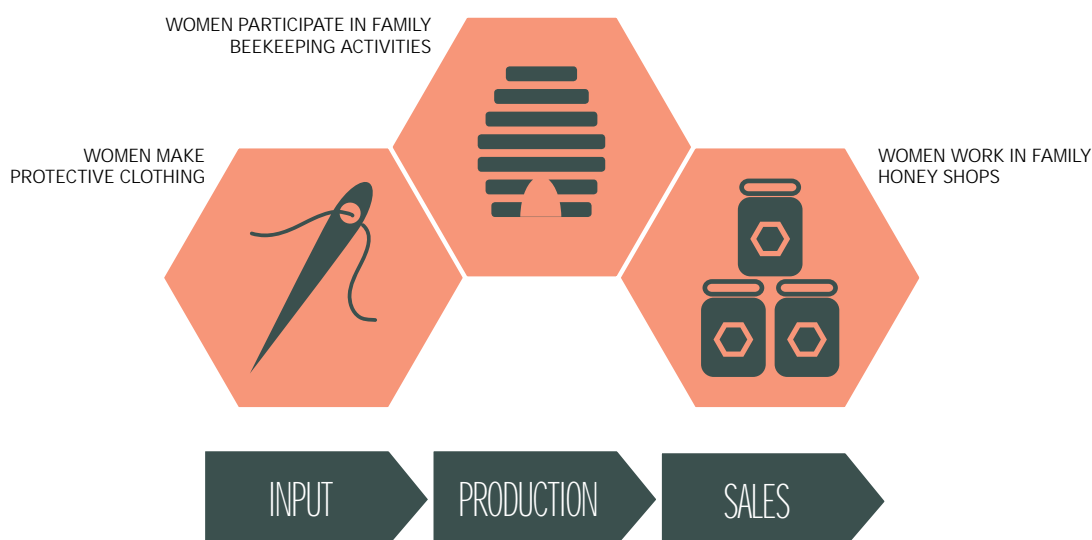 WOMEN PARTICIPATE IN FAMILY
BEEKEEPING ACTIVITIES
WOMEN MAKE
PROTECTIVE CLOTHING
WOMEN WORK IN FAMILY
HONEY SHOPS
INPUT
PRODUCTION
SALES